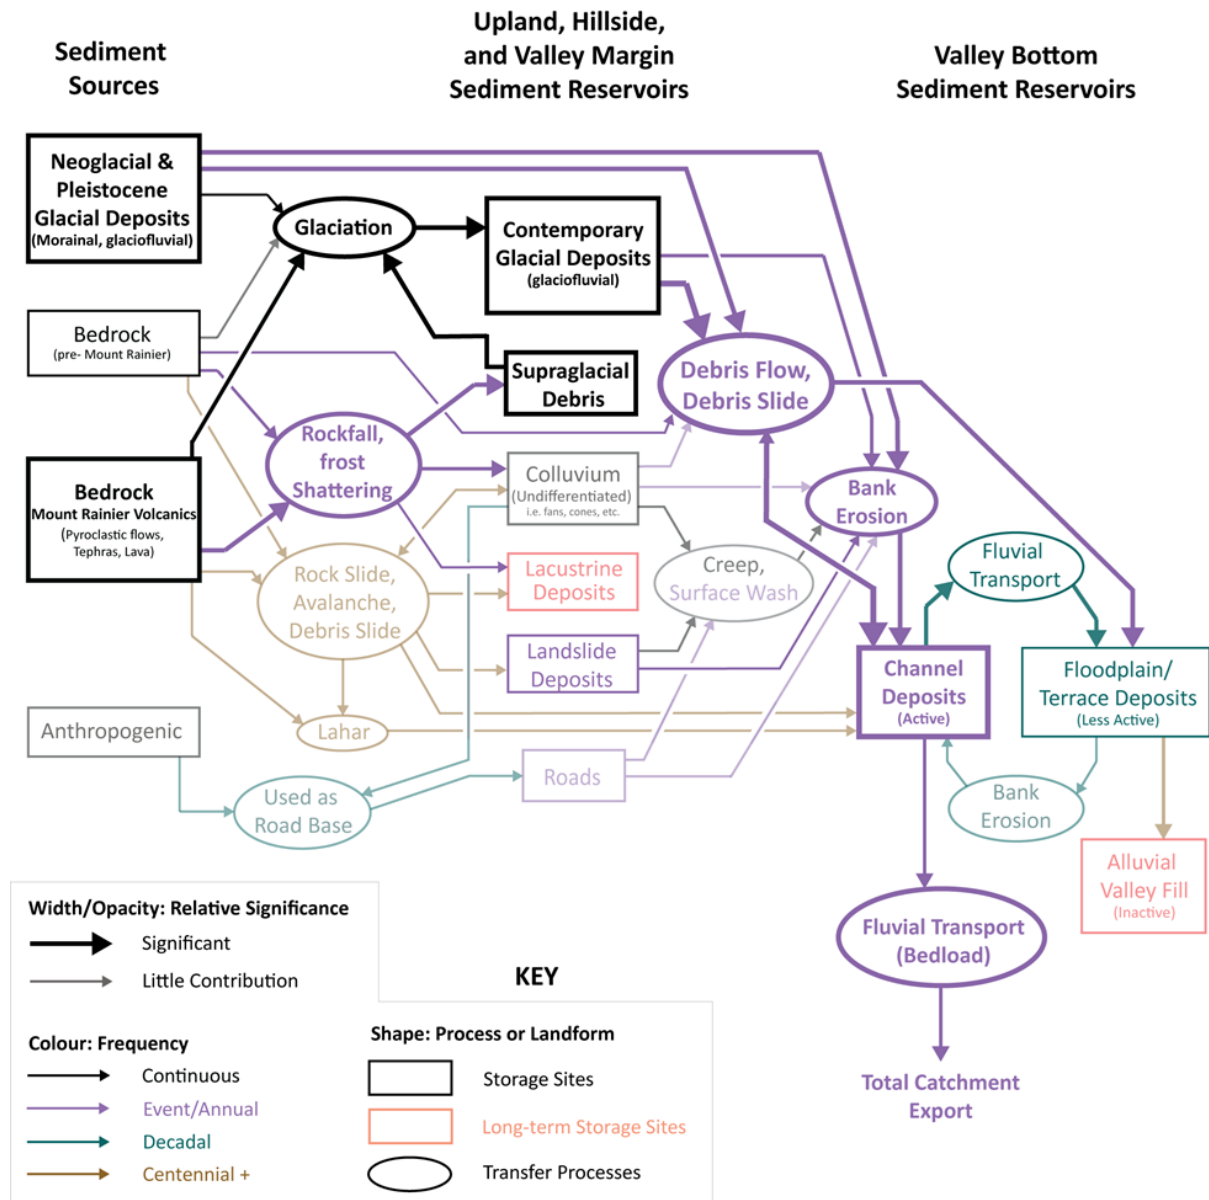 Sediment
Sources
Upland, Hillside,
and Valley Margin
Sediment Reservoirs
Valley Bottom
Sediment Reservoirs
Neoglacial &
Pleistocene
Glacial Deposits
(Morainal, glaciofluvial)
Glaciation
Contemporary
Glacial Deposits
(glaciofluvial)
Bedrock
(pre- Mount Rainier)
Supraglacial
Debris
Debris Flow,
Debris Slide
Rockfall,
frost
Shattering
Bedrock
Mount Rainier Volcanics
(Pyroclastic flows,
Tephras, Lava)
Colluvium
(Undifferentiated)
i.e. fans, cones, etc.
Bank
Erosion
Rock Slide,
Avalanche,
Debris Slide
Lacustrine
Deposits
Creep,
Surface Wash
Fluvial
Transport
Landslide
Deposits
Channel
Deposits
(Active)
Floodplain/
Terrace Deposits
(Less Active)
Anthropogenic
Lahar
Used as
Road Base
Roads
Bank
Erosion
Alluvial
Valley Fill
(Inactive)
Fluvial Transport
(Bedload)
Total Catchment
Export
KEY
Width/Opacity: Relative Significance
Significant
Little Contribution
Colour: Frequency
Continuous
Event/Annual
Decadal
Centennial +
Shape: Process or Landform
Storage Sites
Long-term Storage Sites
Transfer Processes